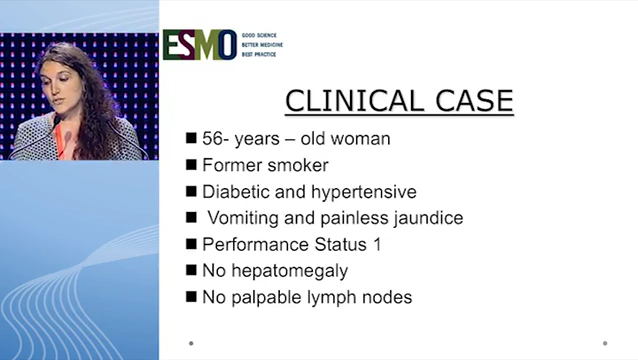 ESMO
GOOD SCIENCE
BETTER MEDICINE
BEST PRACTICE
CLINICAL CASE
56- years – old woman
Former smoker
Diabetic and hypertensive
Vomiting and painless jaundice
Performance Status 1
No hepatomegaly
No palpable lymph nodes